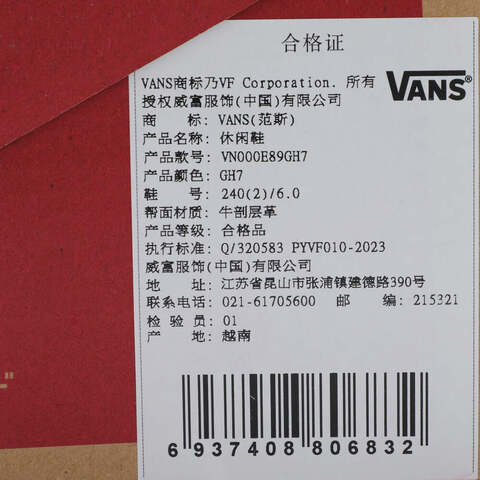 合格证
VANS商标乃VF Corporation. 所有
VANS®
授权威富服饰(中国)有限公司
商 标: VANS(范斯)
产品名称: 休闲鞋
产品款号: VN000E89GH7
产品颜色: GH7
鞋 号: 240(2)/6.0
帮面材质: 牛剖层革
产品等级: 合格品
执行标准: Q/320583 PYVF010-2023
威富服饰(中国)有限公司
地 址: 江苏省昆山市张浦镇建德路390号
联系电话: 021-61705600 邮 编: 215321
检 验 员: 01
产 地: 越南
6 937408 806832